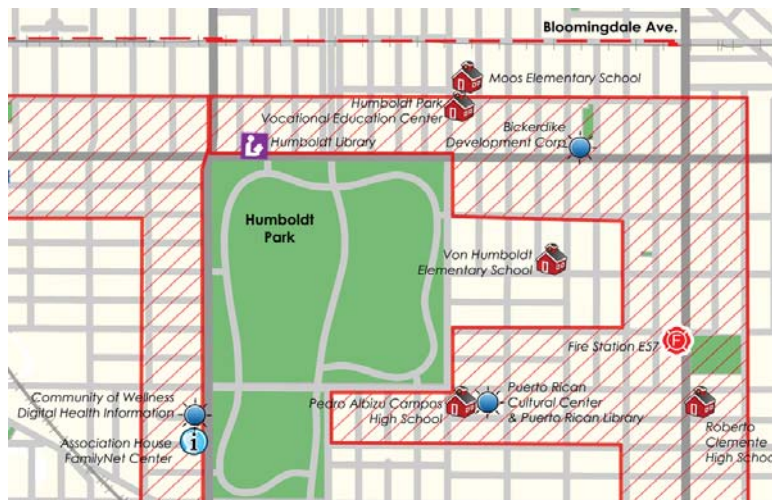 Bloomingdale Ave.
Moos Elementary School
Humboldt Park
Vocational Education Center
Bickerdike
Development Corp
Humboldt Library
Humboldt
Park
Von Humboldt
Elementary School
Fire Station E57
F
Community of Wellness
Digital Health Information
Pedro Albizu Campos
High School
Puerto Rican
Cultural Center
& Puerto Rican Library
Association House
FamilyNet Center
i
Roberto
Clemente
High School